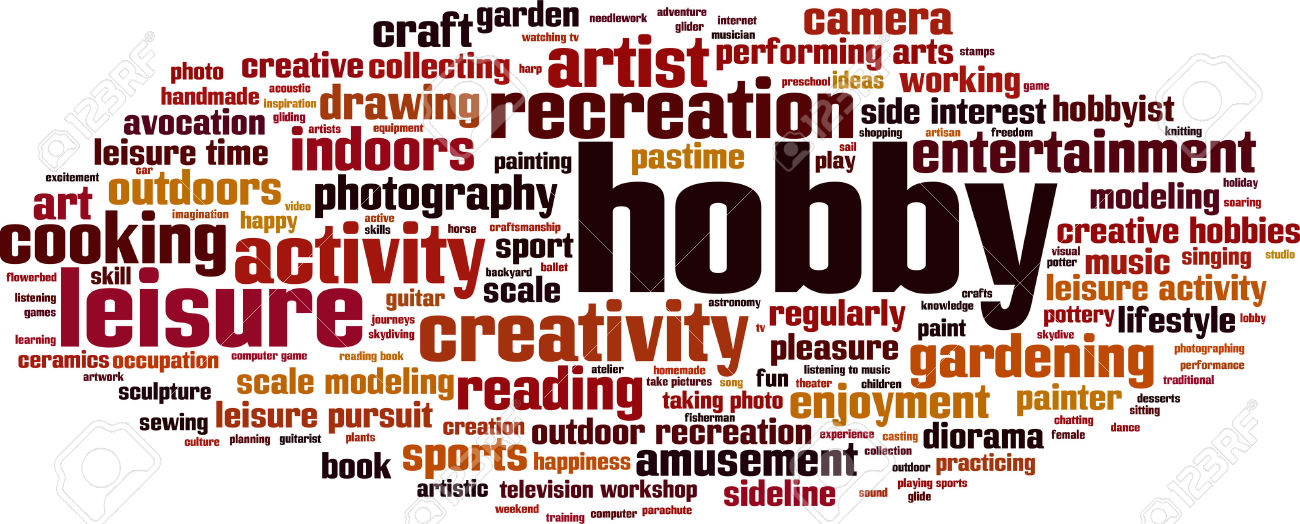 needlework adventure internet
craft garden glider musician camera
watching tv
artist performing arts stamps
photo creative collecting harp preschool ideas working game
acoustic
handmade inspiration drawing recreation side interest hobbyist
gliding
avocation artists equipment shopping artisan freedom knitting
leisure time indoors painting pastime sail play entertainment
car
excitement outdoors photography hobby modeling holiday
art imagination video happy active skills horse craftsmanship soaring
cooking activity sport creative hobbies
backyard ballet visual potter music singing studio
flowerbed skill scale
leisure guitar astronomy crafts knowledge leisure activity
listening games journeys skydiving creativity tv regularly paint pottery lifestyle lobby
skydive
learning
ceramics occupation computer game reading book pleasure gardening photographing performance
artwork atelier homemade listening to music
sculpture scale modeling reading take pictures song fun theater children traditional
taking photo enjoyment painter desserts sitting
sewing leisure pursuit fisherman chatting dance
culture planning guitarist plants creation outdoor recreation experience casting diorama female
collection
book sports happiness amusement outdoor practicing
artistic television workshop sideline sound playing sports glide
weekend training computer parachute
123RF